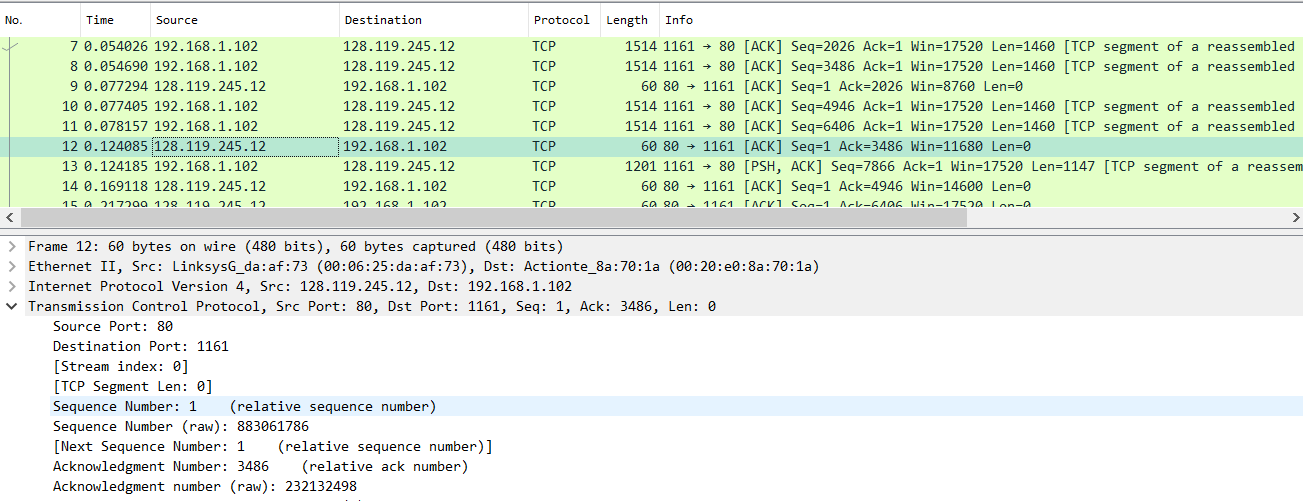 No. Time Source Destination Protocol Length Info
7 0.054026 192.168.1.102 128.119.245.12 TCP 1514 1161 → 80 [ACK] Seq=2026 Ack=1 Win=17520 Len=1460 [TCP segment of a reassembled
8 0.054690 192.168.1.102 128.119.245.12 TCP 1514 1161 → 80 [ACK] Seq=3486 Ack=1 Win=17520 Len=1460 [TCP segment of a reassembled
9 0.077294 128.119.245.12 192.168.1.102 TCP 60 80 → 1161 [ACK] Seq=1 Ack=2026 Win=8760 Len=0
10 0.077405 192.168.1.102 128.119.245.12 TCP 1514 1161 → 80 [ACK] Seq=4946 Ack=1 Win=17520 Len=1460 [TCP segment of a reassembled
11 0.078157 192.168.1.102 128.119.245.12 TCP 1514 1161 → 80 [ACK] Seq=6406 Ack=1 Win=17520 Len=1460 [TCP segment of a reassembled
12 0.124085 128.119.245.12 192.168.1.102 TCP 60 80 → 1161 [ACK] Seq=1 Ack=3486 Win=11680 Len=0
13 0.124185 192.168.1.102 128.119.245.12 TCP 1201 1161 → 80 [PSH, ACK] Seq=7866 Ack=1 Win=17520 Len=1147 [TCP segment of a reassem
14 0.169118 128.119.245.12 192.168.1.102 TCP 60 80 → 1161 [ACK] Seq=1 Ack=4946 Win=14600 Len=0
15 0.217299 128.119.245.12 192.168.1.102 TCP 60 80 → 1161 [ACK] Seq=1 Ack=6406 Win=17520 Len=0
Frame 12: 60 bytes on wire (480 bits), 60 bytes captured (480 bits)
Ethernet II, Src: LinksysG_da:af:73 (00:06:25:da:af:73), Dst: Actionte_8a:70:1a (00:20:e0:8a:70:1a)
Internet Protocol Version 4, Src: 128.119.245.12, Dst: 192.168.1.102
Transmission Control Protocol, Src Port: 80, Dst Port: 1161, Seq: 1, Ack: 3486, Len: 0
Source Port: 80
Destination Port: 1161
[Stream index: 0]
[TCP Segment Len: 0]
Sequence Number: 1 (relative sequence number)
Sequence Number (raw): 883061786
[Next Sequence Number: 1 (relative sequence number)]
Acknowledgment Number: 3486 (relative ack number)
Acknowledgment number (raw): 232132498